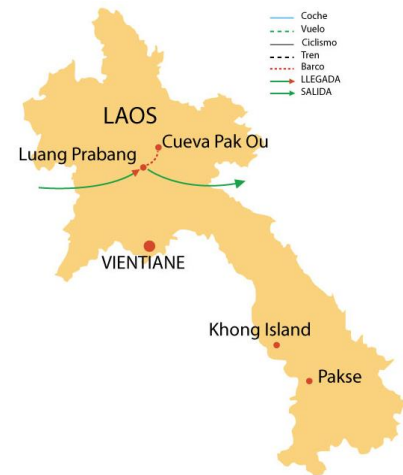 Coche
Vuelo
Ciclismo
Tren
Barco
LLEGADA
SALIDA
LAOS
Cueva Pak Ou
Luang Prabang
VIENTIANE
Khong Island
Pakse